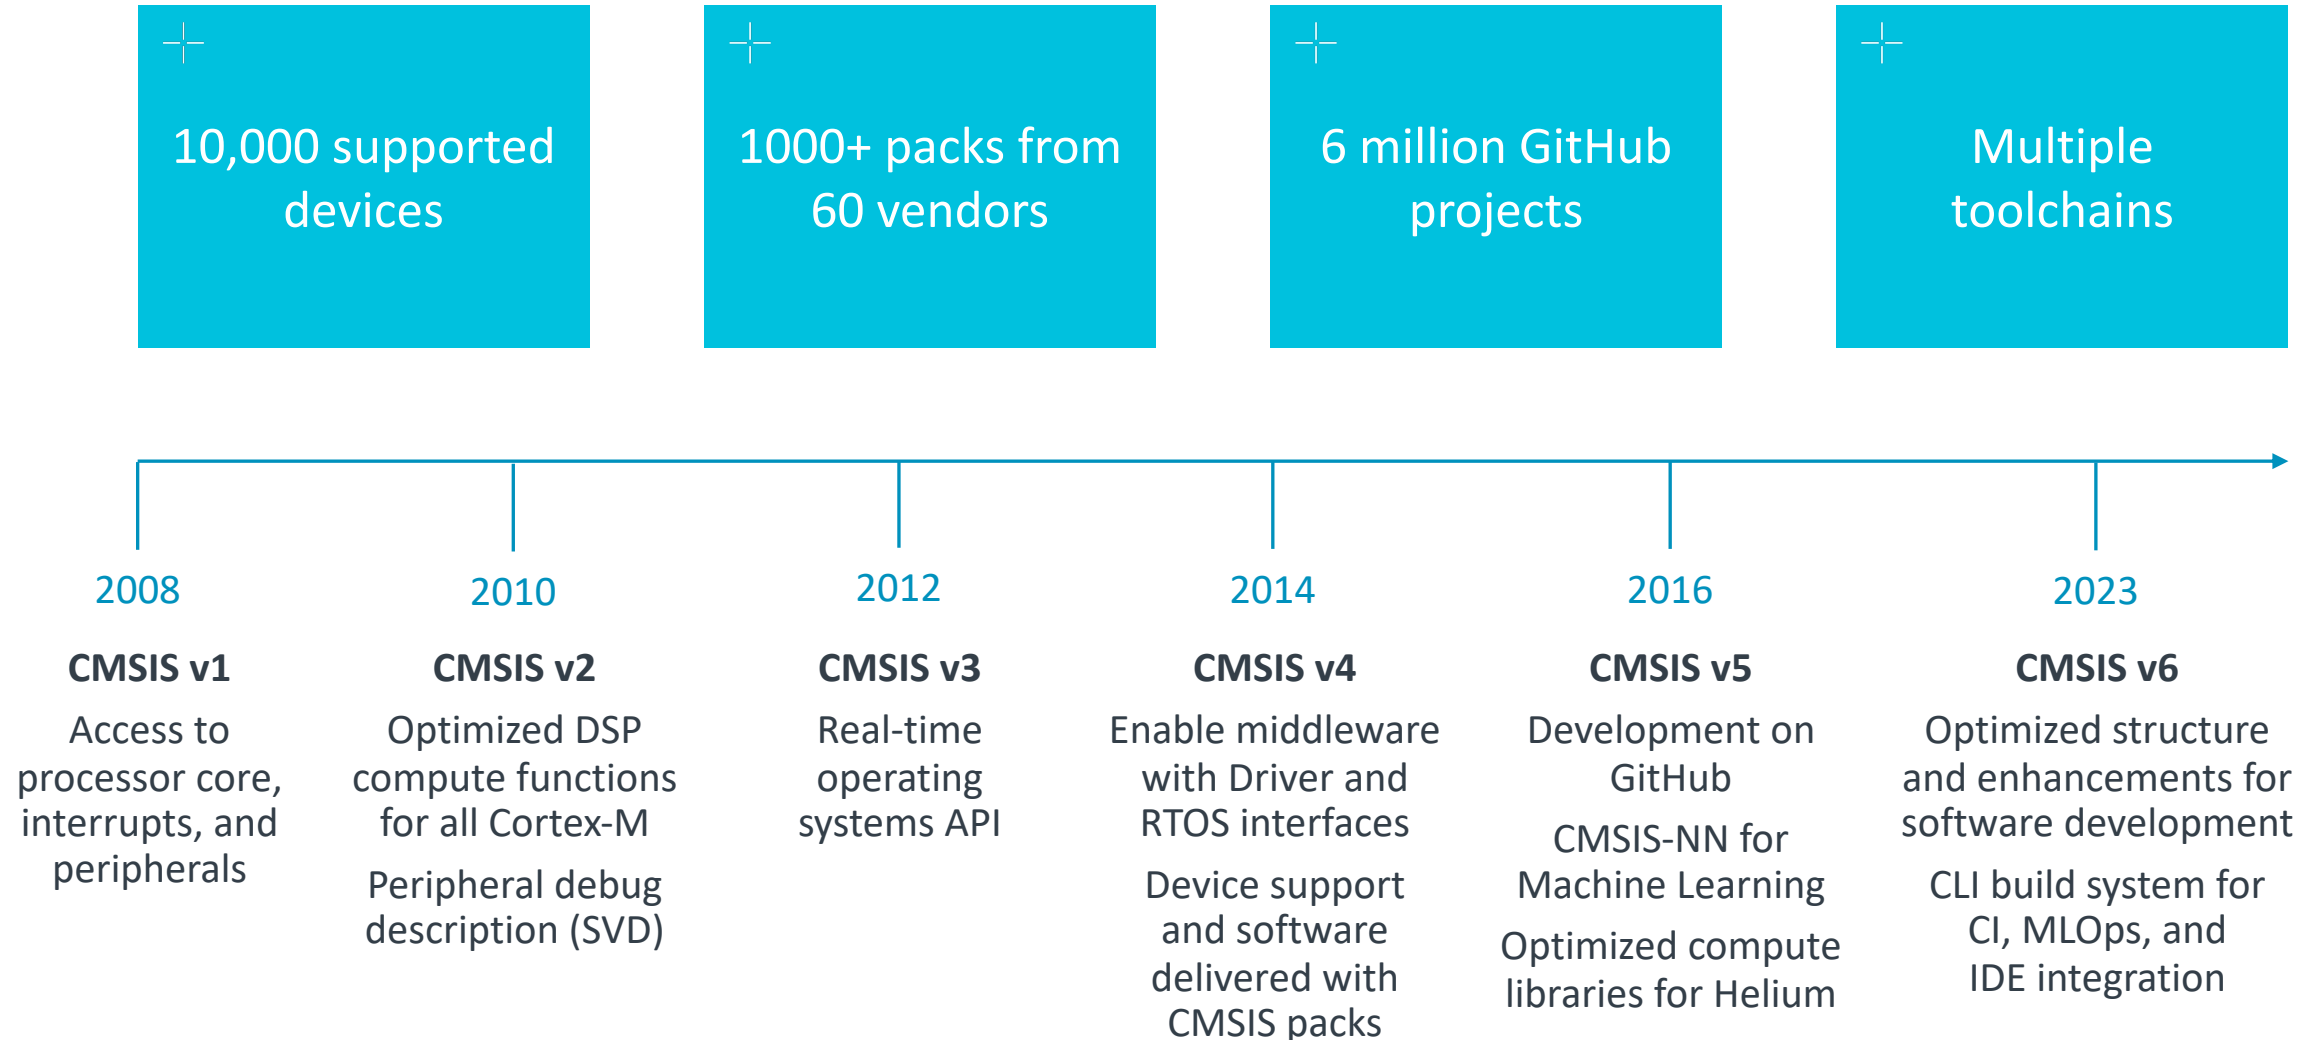 10,000 supported
devices
1000+ packs from
60 vendors
6 million GitHub
projects
Multiple
toolchains
2008
CMSIS v1
Access to
processor core,
interrupts, and
peripherals
2010
CMSIS v2
Optimized DSP
compute functions
for all Cortex-M
Peripheral debug
description (SVD)
2012
CMSIS v3
Real-time
operating
systems API
2014
CMSIS v4
Enable middleware
with Driver and
RTOS interfaces
Device support
and software
delivered with
CMSIS packs
2016
CMSIS v5
Development on
GitHub
CMSIS-NN for
Machine Learning
Optimized compute
libraries for Helium
2023
CMSIS v6
Optimized structure
and enhancements for
software development
CLI build system for
CI, MLOps, and
IDE integration